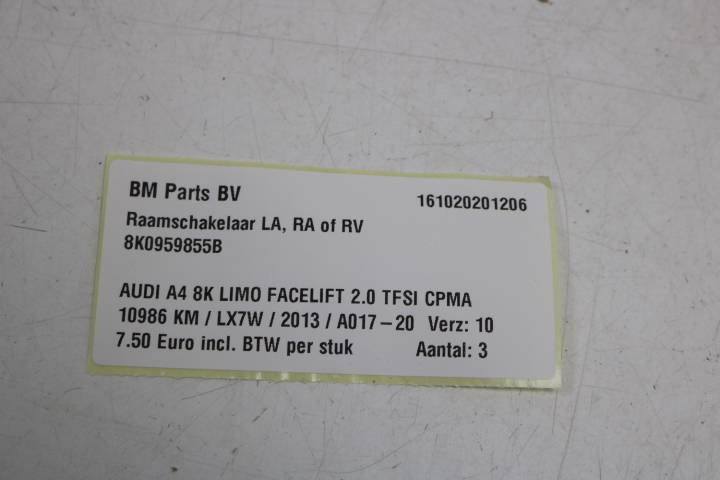 BM Parts BV 161020201206
Raamschakelaar LA, RA of RV
8K0959855B
AUDI A4 8K LIMO FACELIFT 2.0 TFSI CPMA
10986 KM / LX7W / 2013 / A017-20 Verz: 10
7.50 Euro incl. BTW per stuk Aantal: 3